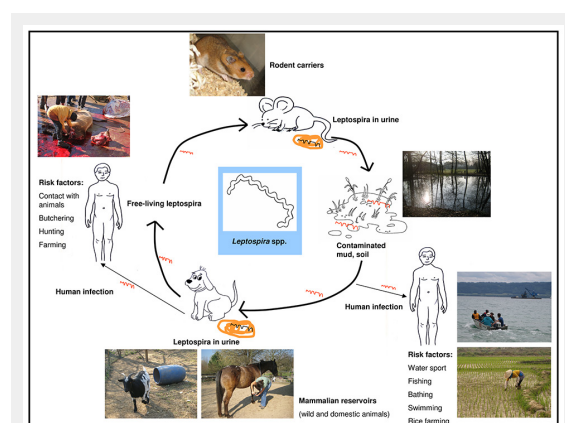 Rodent carriers
Leptospira in urine
Risk factors:
Contact with
animals
Butchering
Hunting
Farming
Free-living leptospira
Leptospira spp.
Contaminated
mud, soil
Human infection
Human infection
Leptospira in urine
Mammalian reservoirs
(wild and domestic animals)
Risk factors:
Water sport
Fishing
Bathing
Swimming
Rice farming